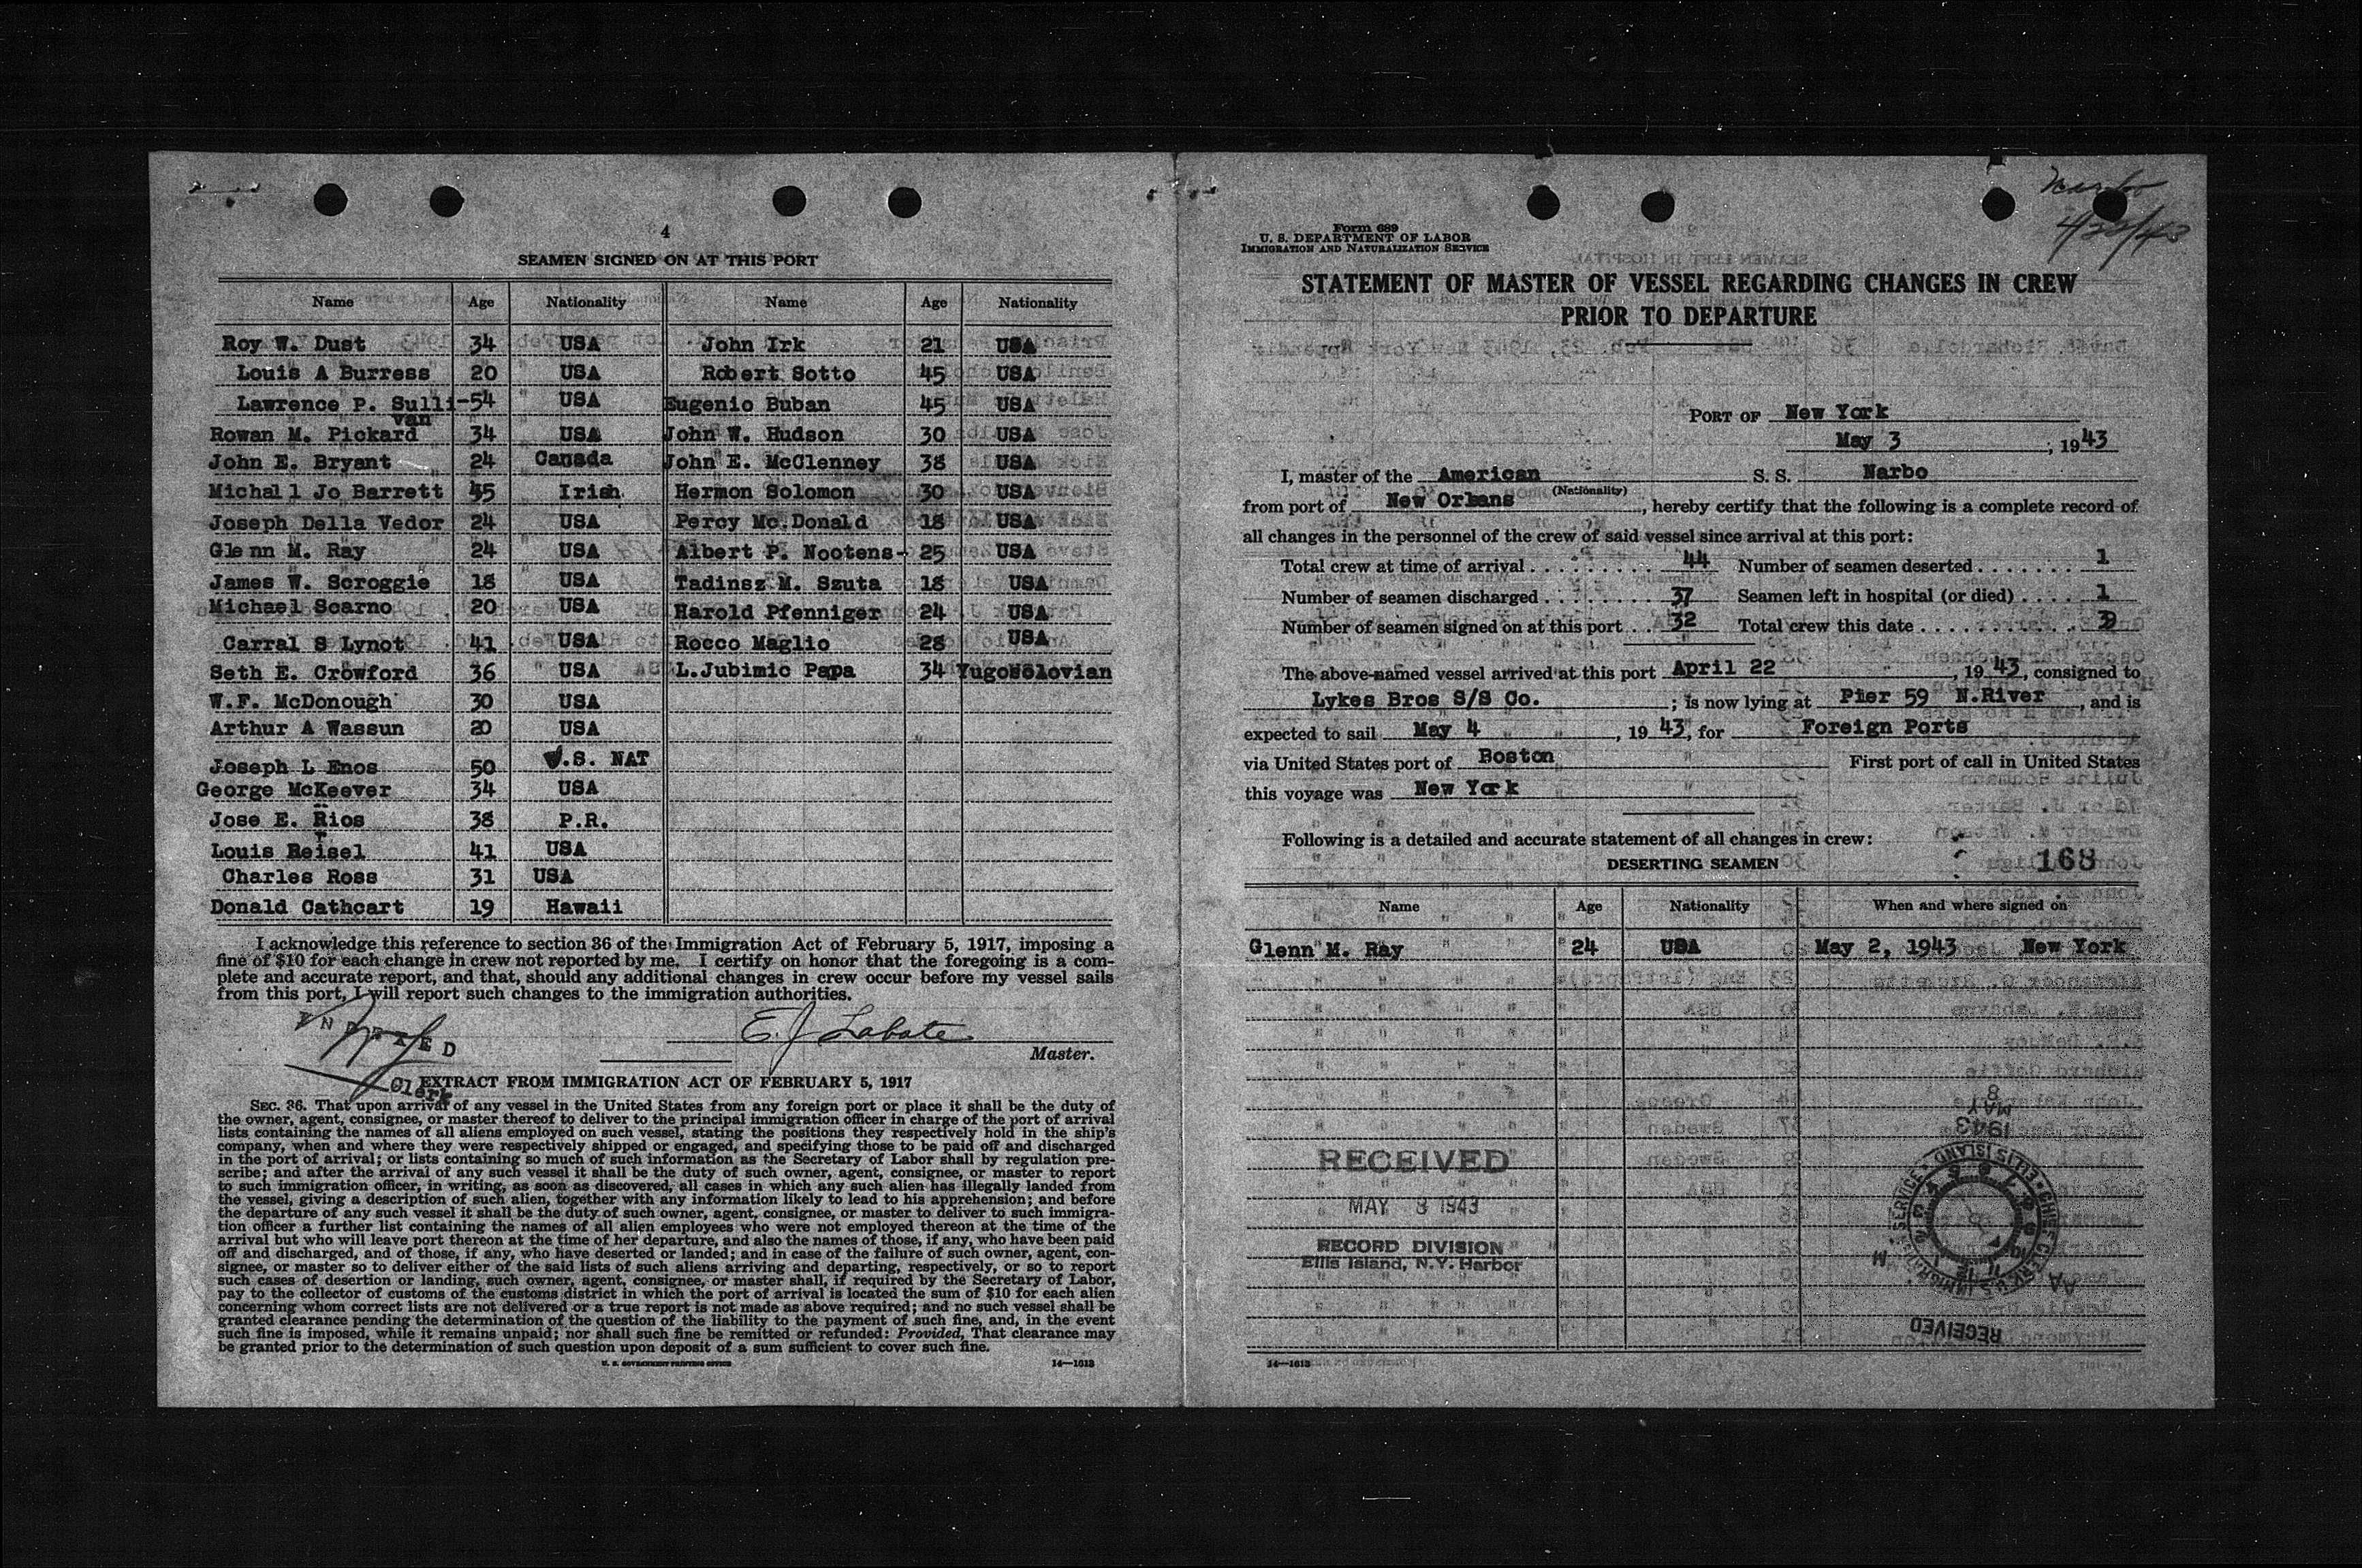 4
SEAMEN SIGNED ON AT THIS PORT
Name Age Nationality Name Age Nationality
Roy W. Dust 34 USA John Irk 21 USA
Louis A Burress 20 USA Robert Sotto 45 USA
Lawrence P. Sulli- 54 USA Eugenio Buban 45 USA
van
Rowan M. Pickard 34 USA John W. Hudson 30 USA
John E. Bryant 24 Canada John E. McClenney 38 USA
Michall Jo Barrett 45 Irish Hermon Solomon 30 USA
Joseph Della Vedor 24 USA Percy Mc.Donald 18 USA
Glenn M. Ray 24 USA Albert P. Nootens- 25 USA
James W. Scroggie 18 USA Tadinsz M. Szuta 18 USA
Michael Scarno 20 USA Harold Pfenniger 24 USA
Carral S Lynot 41 USA Rocco Maglio 28 USA
Seth E. Crowford 36 USA L.Jubimic Papa 34 Yugoslovian
W.F. McDonough 30 USA
Arthur A Wassun 20 USA
Joseph L Enos 50 U.S. NAT
George McKeever 34 USA
Jose E. Rios 38 P.R.
Louis Reisel 41 USA
Charles Ross 31 USA
Donald Cathcart 19 Hawaii
I acknowledge this reference to section 36 of the Immigration Act of February 5, 1917, imposing a
fine of $10 for each change in crew not reported by me. I certify on honor that the foregoing is a com-
plete and accurate report, and that, should any additional changes in crew occur before my vessel sails
from this port, I will report such changes to the immigration authorities.
E. J Labate
Master.
Clerk
EXTRACT FROM IMMIGRATION ACT OF FEBRUARY 5, 1917
SEC. 36. That upon arrival of any vessel in the United States from any foreign port or place it shall be the duty of
the owner, agent, consignee, or master thereof to deliver to the principal immigration officer in charge of the port of arrival
lists containing the names of all aliens employed on such vessel, stating the positions they respectively hold in the ship's
company, when and where they were respectively shipped or engaged, and specifying those to be paid off and discharged
in the port of arrival; or lists containing so much of such information as the Secretary of Labor shall by regulation pre-
scribe; and after the arrival of any such vessel it shall be the duty of such owner, agent, consignee, or master to report
to such immigration officer, in writing, as soon as discovered, all cases in which any such alien has illegally landed from
the vessel, giving a description of such alien, together with any information likely to lead to his apprehension; and before
the departure of any such vessel it shall be the duty of such owner, agent, consignee, or master to deliver to such immigra-
tion officer a further list containing the names of all alien employees who were not employed thereon at the time of the
arrival but who will leave port thereon at the time of her departure, and also the names of those, if any, who have been paid
off and discharged, and of those, if any, who have deserted or landed; and in case of the failure of such owner, agent, con-
signee, or master so to deliver either of the said lists of such aliens arriving and departing, respectively, or so to report
such cases of desertion or landing, such owner, agent, consignee, or master shall, if required by the Secretary of Labor,
pay to the collector of customs of the customs district in which the port of arrival is located the sum of $10 for each alien
concerning whom correct lists are not delivered or a true report is not made as above required; and no such vessel shall be
granted clearance pending the determination of the question of the liability to the payment of such fine, and, in the event
such fine is imposed, while it remains unpaid; nor shall such fine be remitted or refunded: Provided, That clearance may
be granted prior to the determination of such question upon deposit of a sum sufficient to cover such fine.
U. S. GOVERNMENT PRINTING OFFICE 14—1613
Narbo
Form 689
U. S. DEPARTMENT OF LABOR
IMMIGRATION AND NATURALIZATION SERVICE
STATEMENT OF MASTER OF VESSEL REGARDING CHANGES IN CREW
PRIOR TO DEPARTURE
PORT OF New York
May 3, 1943
I, master of the American S. S. Narbo
(Nationality)
from port of New Orleans, hereby certify that the following is a complete record of
all changes in the personnel of the crew of said vessel since arrival at this port:
Total crew at time of arrival 44 Number of seamen deserted 1
Number of seamen discharged 37 Seamen left in hospital (or died) 1
Number of seamen signed on at this port 32 Total crew this date
The above-named vessel arrived at this port April 22, 1943, consigned to
Lykes Bros S/S Co. ; is now lying at Pier 59 N.River, and is
expected to sail May 4, 1943, for Foreign Ports
via United States port of Boston First port of call in United States
this voyage was New York
Following is a detailed and accurate statement of all changes in crew:
DESERTING SEAMEN 168
Name Age Nationality When and where signed on
Glenn M. Ray 24 USA May 2, 1943 New York
RECEIVED
MAY 8 1943
RECORD DIVISION
Ellis Island, N.Y. Harbor
MAY 8
1943
CHIEF CLERK U.S. IMMIGRATION SERVICE ELLIS ISLAND
AM
RECEIVED
14—1613